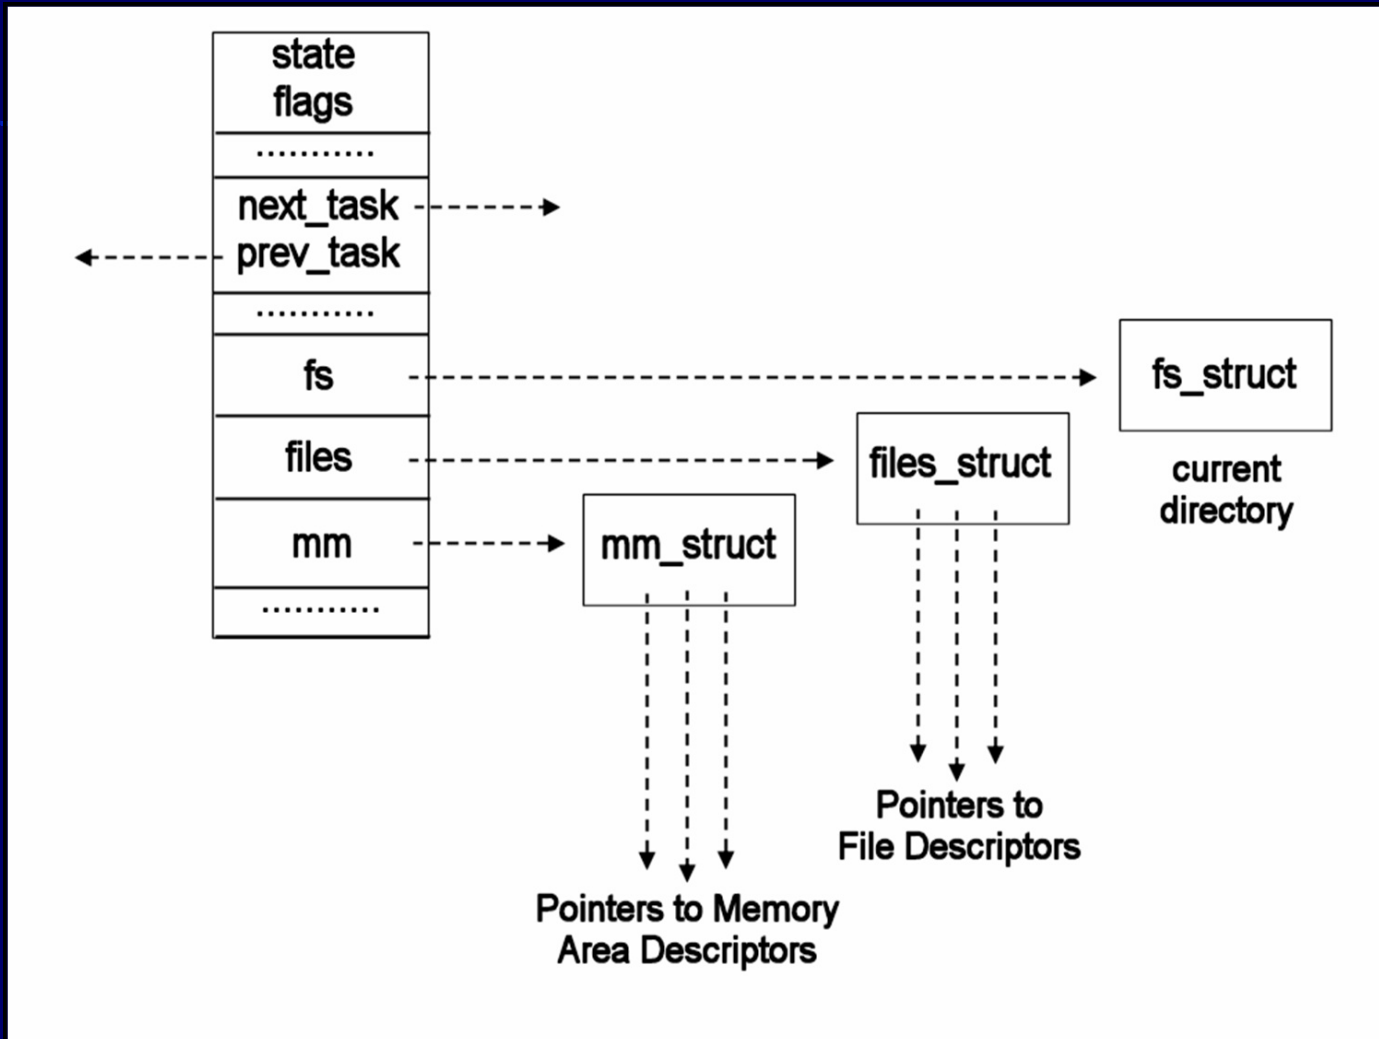 state
flags
...........
next_task
prev_task
...........
fs
files
mm
...........
fs_struct
current
directory
files_struct
mm_struct
Pointers to
File Descriptors
Pointers to Memory
Area Descriptors